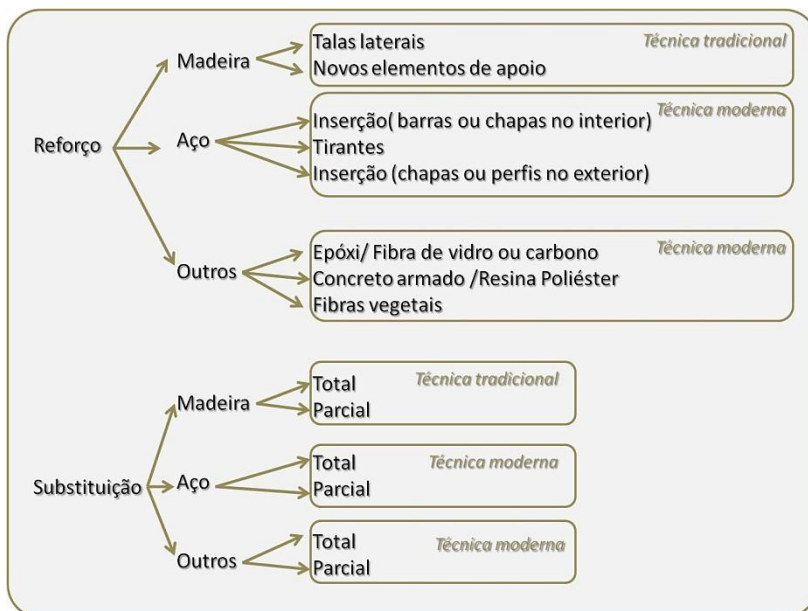 Madeira
Talas laterais
Técnica tradicional
Novos elementos de apoio
Reforço
Aço
Inserção( barras ou chapas no interior)
Técnica moderna
Tirantes
Inserção (chapas ou perfis no exterior)
Outros
Epóxi/ Fibra de vidro ou carbono
Técnica moderna
Concreto armado /Resina Poliéster
Fibras vegetais
Madeira
Total
Técnica tradicional
Parcial
Substituição
Aço
Total
Técnica moderna
Parcial
Outros
Total
Técnica moderna
Parcial